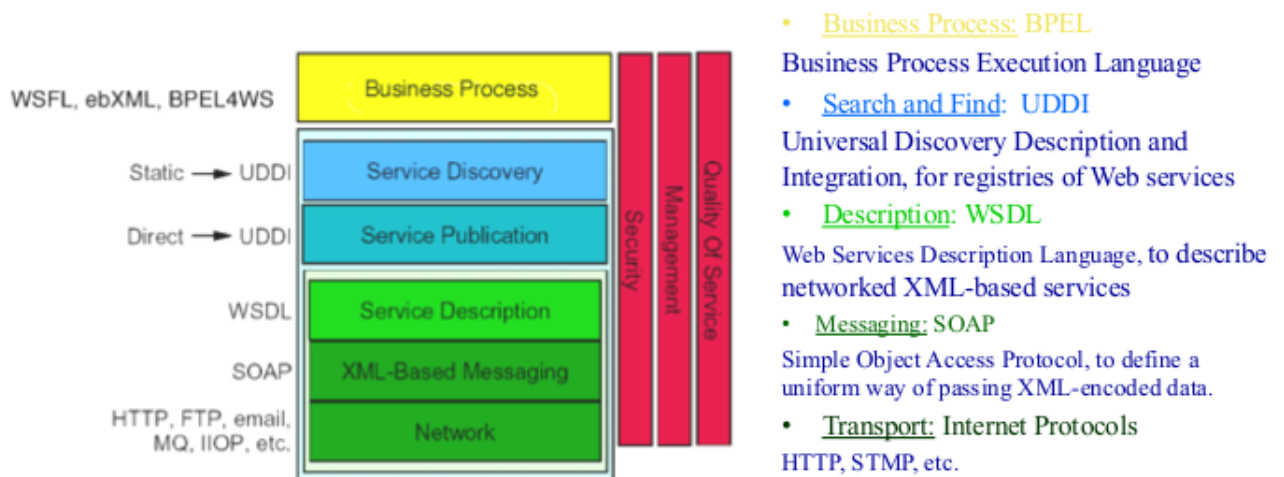 WSFL, ebXML, BPEL4WS
Business Process
Static → UDDI
Service Discovery
Direct → UDDI
Service Publication
WSDL
Service Description
SOAP
XML-Based Messaging
HTTP, FTP, email,
MQ, IIOP, etc.
Network
Security
Management
Quality Of Service
• Business Process: BPEL
Business Process Execution Language
• Search and Find: UDDI
Universal Discovery Description and
Integration, for registries of Web services
• Description: WSDL
Web Services Description Language, to describe
networked XML-based services
• Messaging: SOAP
Simple Object Access Protocol, to define a
uniform way of passing XML-encoded data.
• Transport: Internet Protocols
HTTP, STMP, etc.